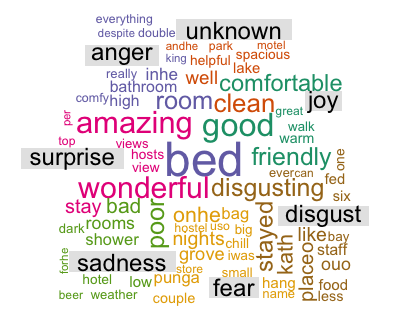 everything
unknown
despite double
anger
andhe park motel
king helpful spacious
really inhe well lake
bathroom comfortable
comfy high room clean joy
per amazing good great
walk
top views warm
surprise hosts bed friendly one
view evercan
wonderful disgusting fed
stay bad poor onhe bag stayed six
disgust
dark rooms hostel uso big like bay
shower nights chill kath staff
forhe sadness grove iwas placeo ouo
store small
hotel low punga fear hang food
beer weather couple name less